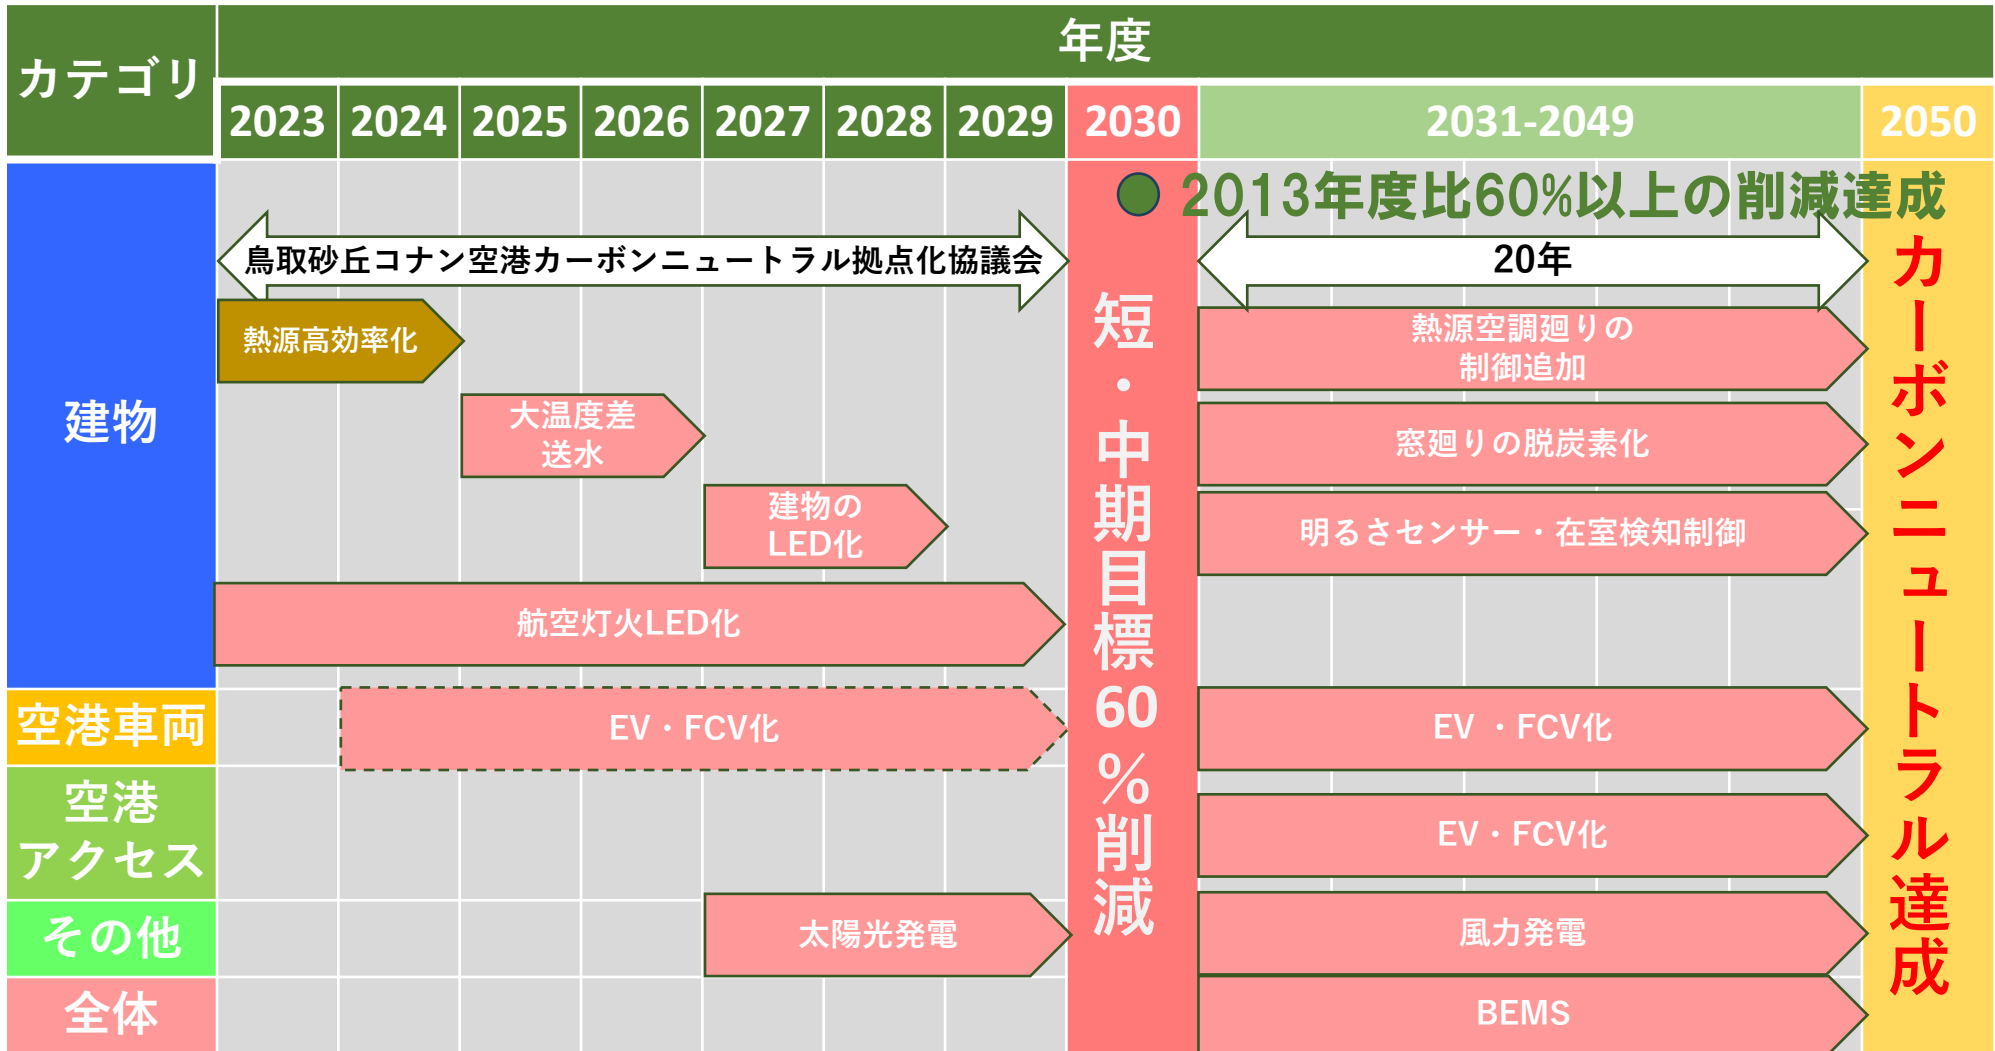 カテゴリ
年度
2023
2024
2025
2026
2027
2028
2029
2030
2031-2049
2050
● 2013年度比60%以上の削減達成
鳥取砂丘コナン空港カーボンニュートラル拠点化協議会
20年
建物
熱源高効率化
大温度差
送水
建物の
LED化
航空灯火LED化
熱源空調廻りの
制御追加
窓廻りの脱炭素化
明るさセンサー・在室検知制御
短・中期目標60%削減
カーボンニュートラル達成
空港車両
EV・FCV化
EV ・FCV化
空港
アクセス
EV・FCV化
その他
太陽光発電
風力発電
全体
BEMS